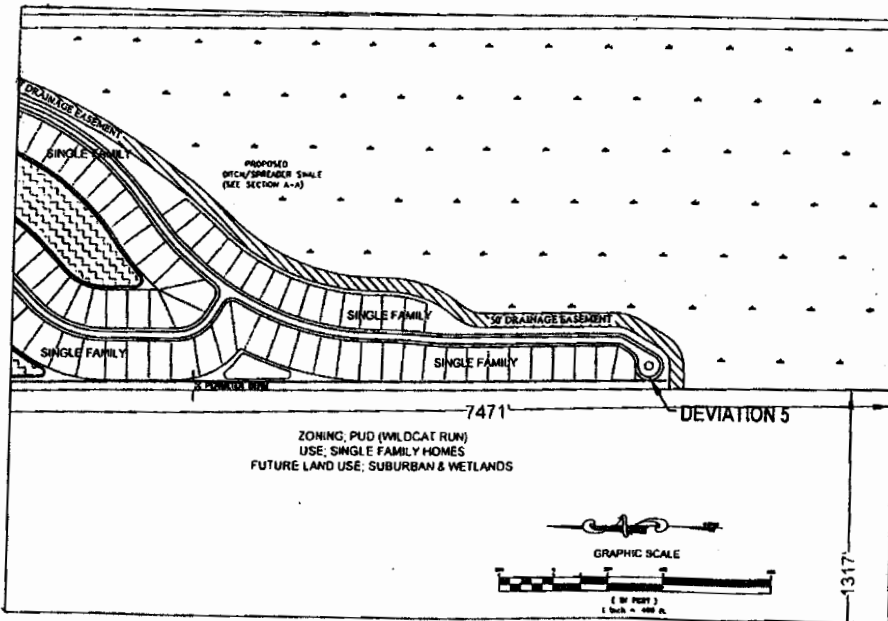 DRAINAGE EASEMENT
SINGLE FAMILY
PROPOSED
DITCH/SPREADER SWALE
(SEE SECTION A-A)
SINGLE FAMILY
50' DRAINAGE EASEMENT
SINGLE FAMILY
SINGLE FAMILY
7471'
DEVIATION 5
ZONING; PUD (WILDCAT RUN)
USE; SINGLE FAMILY HOMES
FUTURE LAND USE; SUBURBAN & WETLANDS
GRAPHIC SCALE
( IN FEET )
1 inch = 400 ft.
1317'